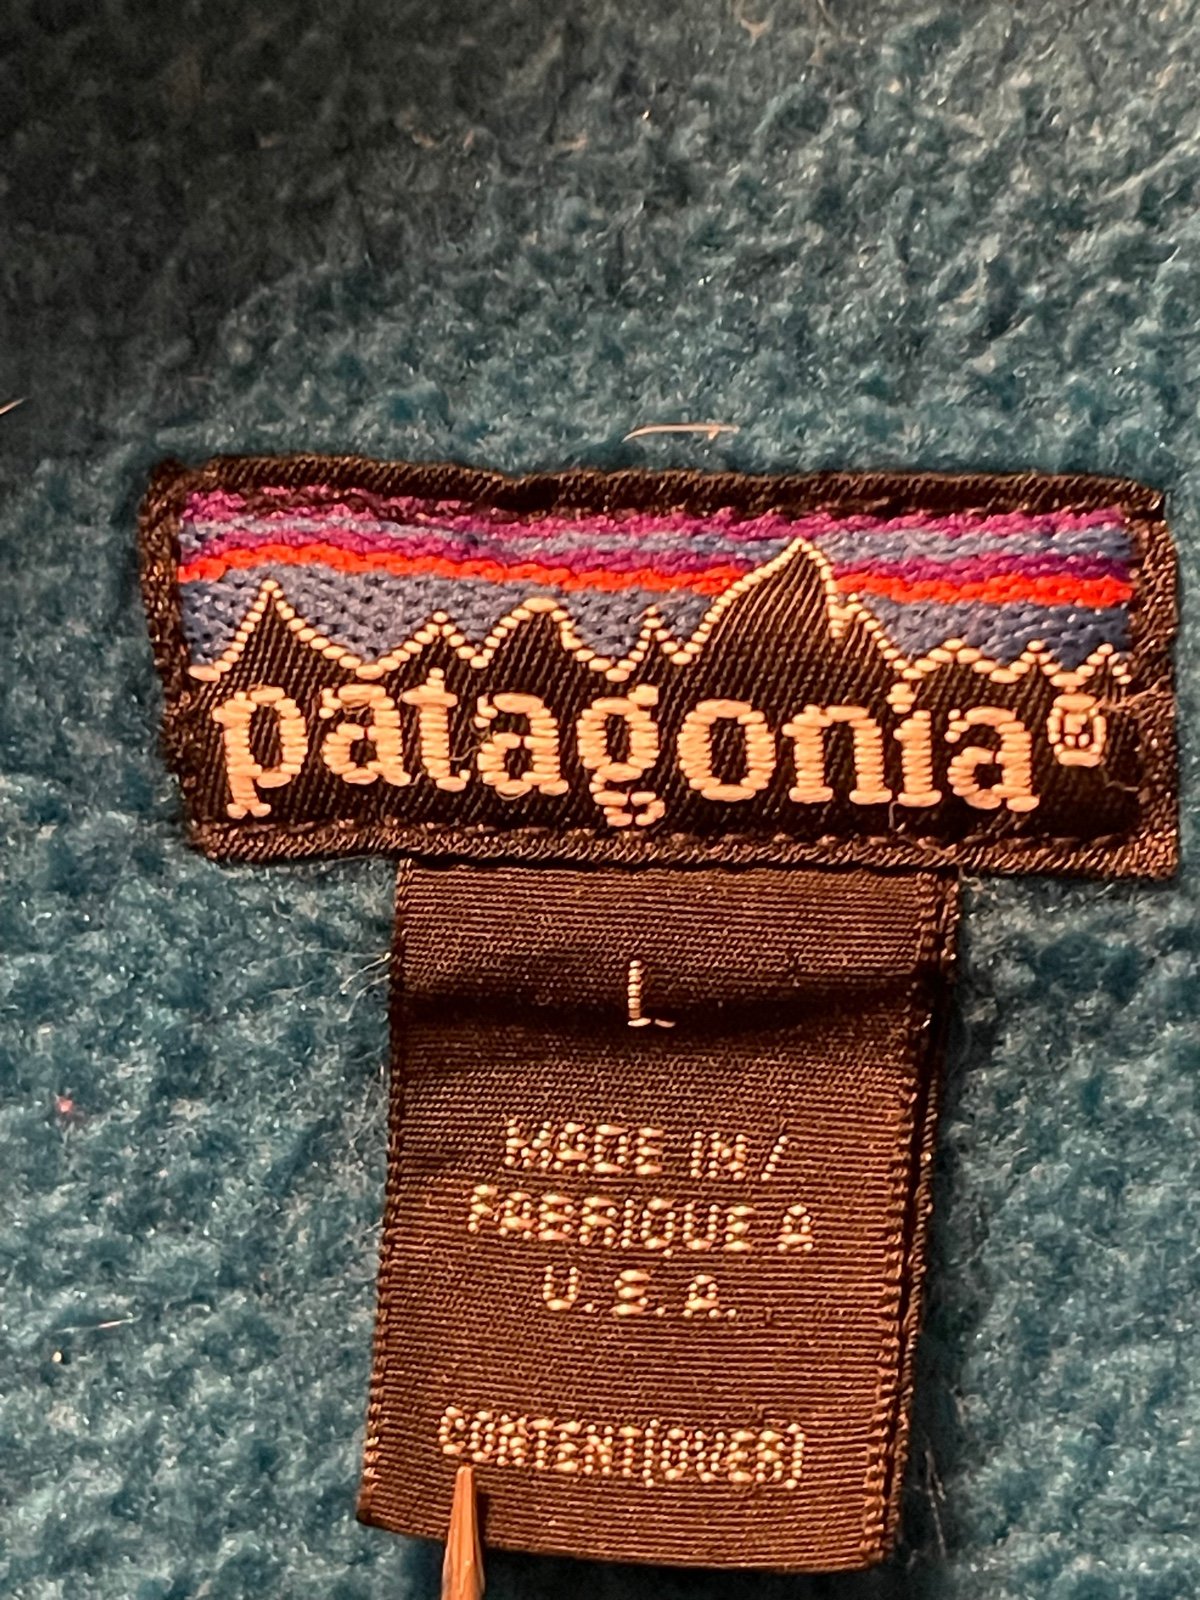 patagonia®
L
MADE IN /
FABRIQUE A
U.S.A.
CONTENT(OVER)